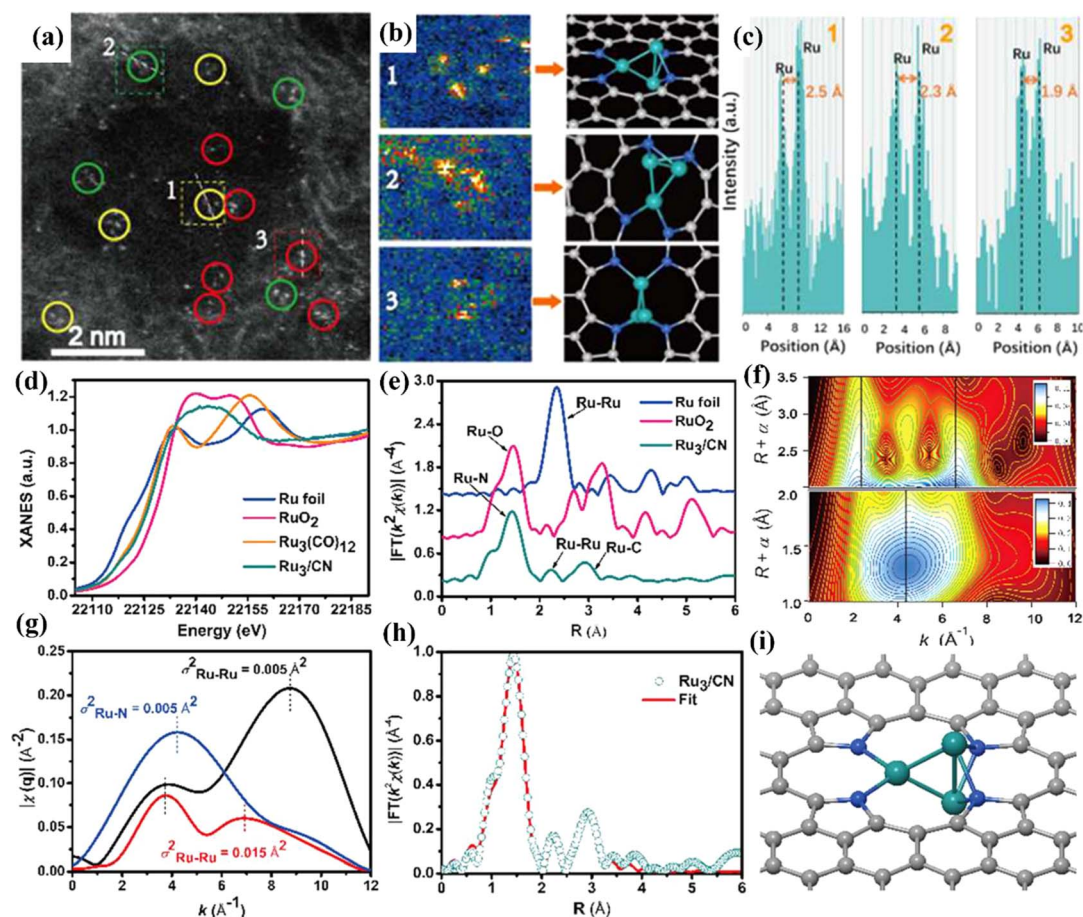 (a)
2
1
3
2 nm
(b)
1
2
3
(c)
Intensity (a.u.)
1
Ru
Ru
2.5 Å
0 4 8 12 16
Position (Å)
2
Ru
Ru
2.3 Å
0 2 4 6 8
Position (Å)
3
Ru
Ru
1.9 Å
0 2 4 6 8 10
Position (Å)
(d)
XANES (a.u.)
1.2
1.0
0.8
0.6
0.4
0.2
0.0
Ru foil
RuO2
Ru3(CO)12
Ru3/CN
22110 22125 22140 22155 22170 22185
Energy (eV)
(e)
|FT(k²χ(k))| (Å⁻⁴)
3.0
2.4
1.8
1.2
0.6
0.0
Ru-Ru
Ru-O
Ru-N
Ru-Ru
Ru-C
Ru foil
RuO2
Ru3/CN
0 1 2 3 4 5 6
R (Å)
(f)
R + α (Å)
3.5
3.0
2.5
R + α (Å)
2.0
1.5
1.0
0 2 4 6 8 10 12
k (Å⁻¹)
(g)
|χ(q)| (Å⁻²)
0.25
0.20
0.15
0.10
0.05
0.00
σ²Ru-Ru = 0.005 Å²
σ²Ru-N = 0.005 Å²
σ²Ru-Ru = 0.015 Å²
0 2 4 6 8 10 12
k (Å⁻¹)
(h)
|FT(k²χ(k))| (Å⁻⁴)
1.0
0.8
0.6
0.4
0.2
0.0
Ru3/CN
Fit
0 1 2 3 4 5 6
R (Å)
(i)